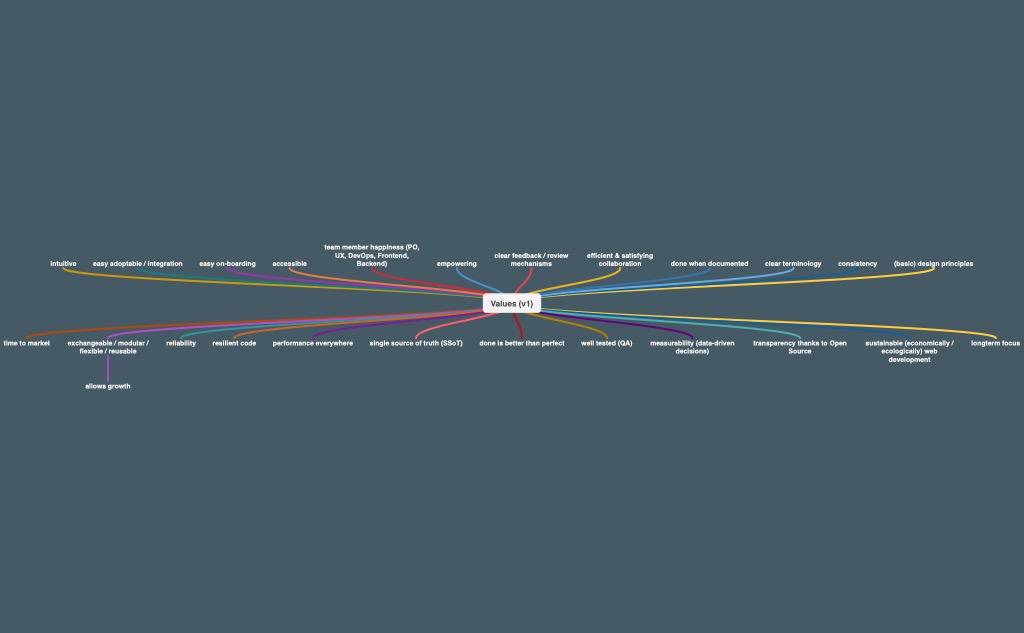 team member happiness (PO,
UX, DevOps, Frontend,
Backend)
intuitive
easy adoptable / integration
easy on-boarding
accessible
empowering
clear feedback / review
mechanisms
efficient & satisfying
collaboration
done when documented
clear terminology
consistency
(basic) design principles
Values (v1)
time to market
exchangeable / modular /
flexible / reusable
reliability
resilient code
performance everywhere
single source of truth (SSoT)
done is better than perfect
well tested (QA)
measurability (data-driven
decisions)
transparency thanks to Open
Source
sustainable (economically /
ecologically) web
development
longterm focus
allows growth